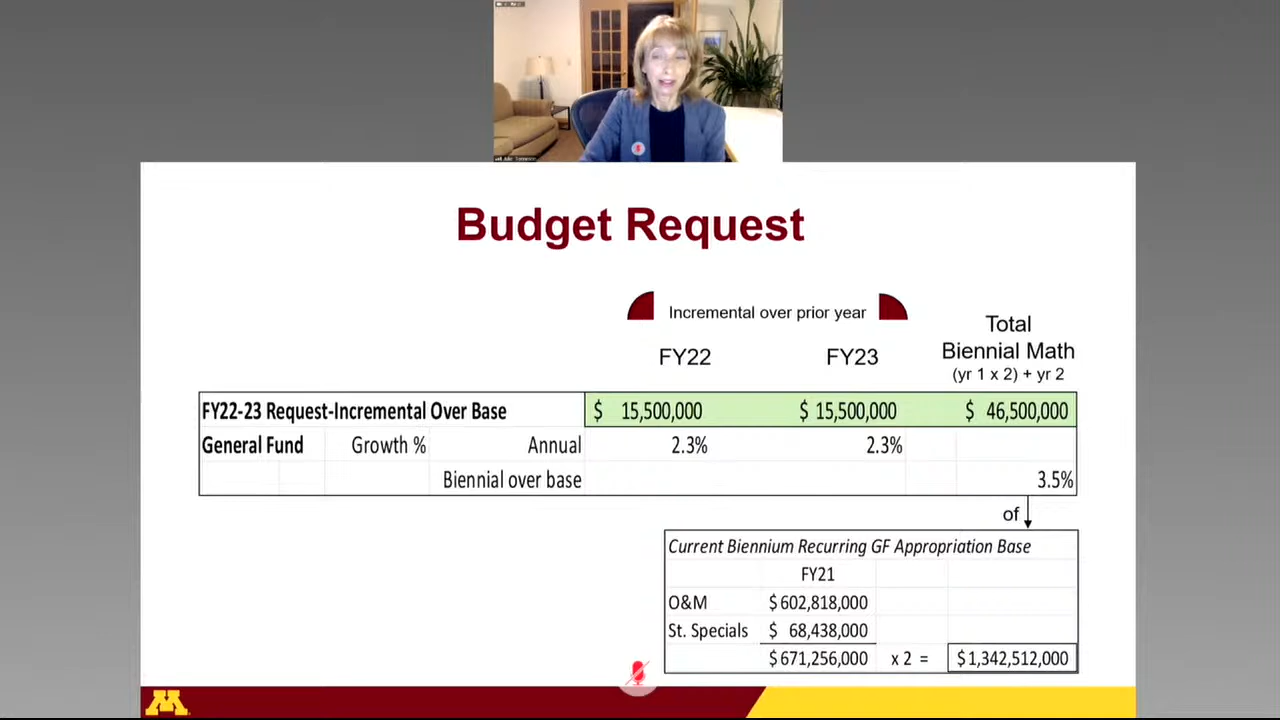 Budget Request
Incremental over prior year
Total
Biennial Math
(yr 1 x 2) + yr 2
FY22 FY23
FY22-23 Request-Incremental Over Base $ 15,500,000 $ 15,500,000 $ 46,500,000
General Fund Growth % Annual 2.3% 2.3%
Biennial over base 3.5%
of
Current Biennium Recurring GF Appropriation Base
FY21
O&M $ 602,818,000
St. Specials $ 68,438,000
$ 671,256,000 x 2 = $ 1,342,512,000
M